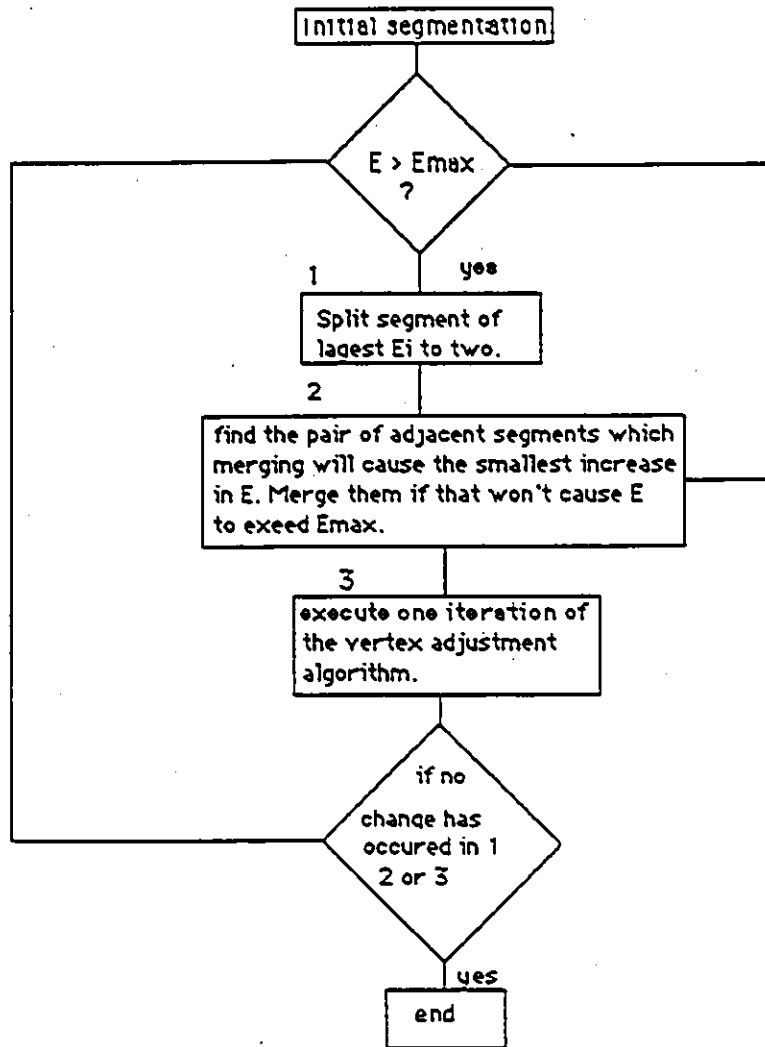 Initial segmentation
E > Emax
?
1
yes
Split segment of
lagest Ei to two.
2
find the pair of adjacent segments which
merging will cause the smallest increase
in E. Merge them if that won't cause E
to exeed Emax.
3
execute one iteration of
the vertex adjustment
algorithm.
if no
change has
occured in 1
2 or 3
yes
end